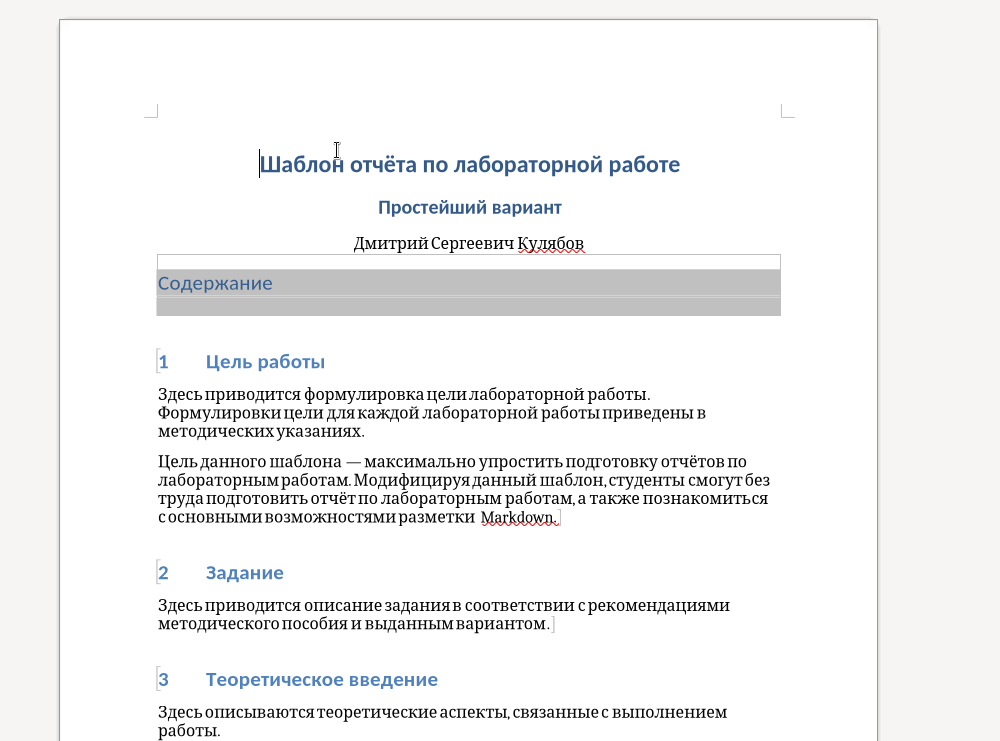 Шаблон отчёта по лабораторной работе
Простейший вариант
Дмитрий Сергеевич Кулябов
Содержание
1 Цель работы
Здесь приводится формулировка цели лабораторной работы.
Формулировки цели для каждой лабораторной работы приведены в
методических указаниях.
Цель данного шаблона — максимально упростить подготовку отчётов по
лабораторным работам. Модифицируя данный шаблон, студенты смогут без
труда подготовить отчёт по лабораторным работам, а также познакомиться
с основными возможностями разметки Markdown.
2 Задание
Здесь приводится описание задания в соответствии с рекомендациями
методического пособия и выданным вариантом.
3 Теоретическое введение
Здесь описываются теоретические аспекты, связанные с выполнением
работы.